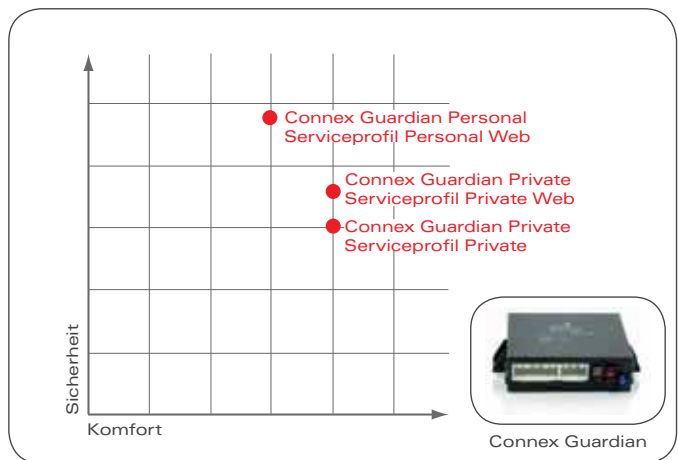 Connex Guardian Personal
Serviceprofil Personal Web
Connex Guardian Private
Serviceprofil Private Web
Connex Guardian Private
Serviceprofil Private
Sicherheit
Komfort
Connex Guardian